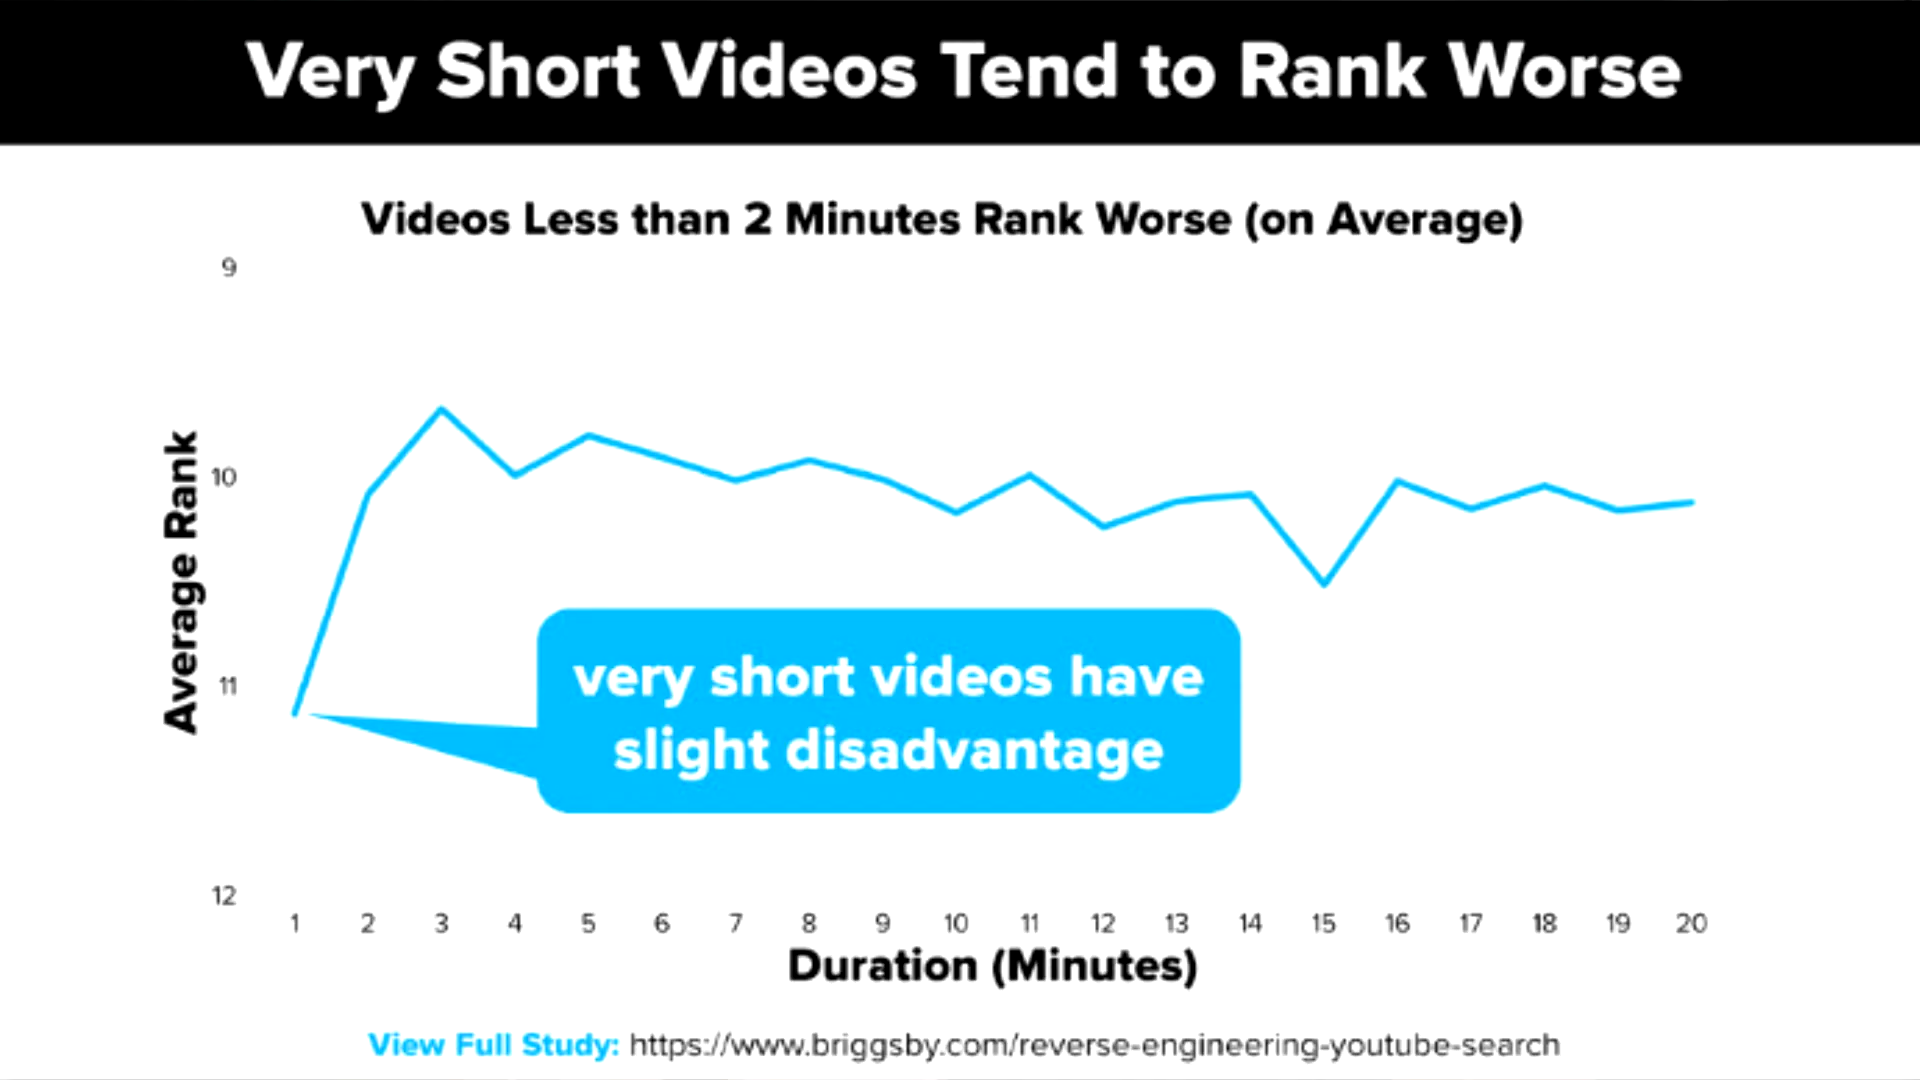 Very Short Videos Tend to Rank Worse
Videos Less than 2 Minutes Rank Worse (on Average)
9
10
11
12
Average Rank
very short videos have
slight disadvantage
1 2 3 4 5 6 7 8 9 10 11 12 13 14 15 16 17 18 19 20
Duration (Minutes)
View Full Study: https://www.briggsby.com/reverse-engineering-youtube-search